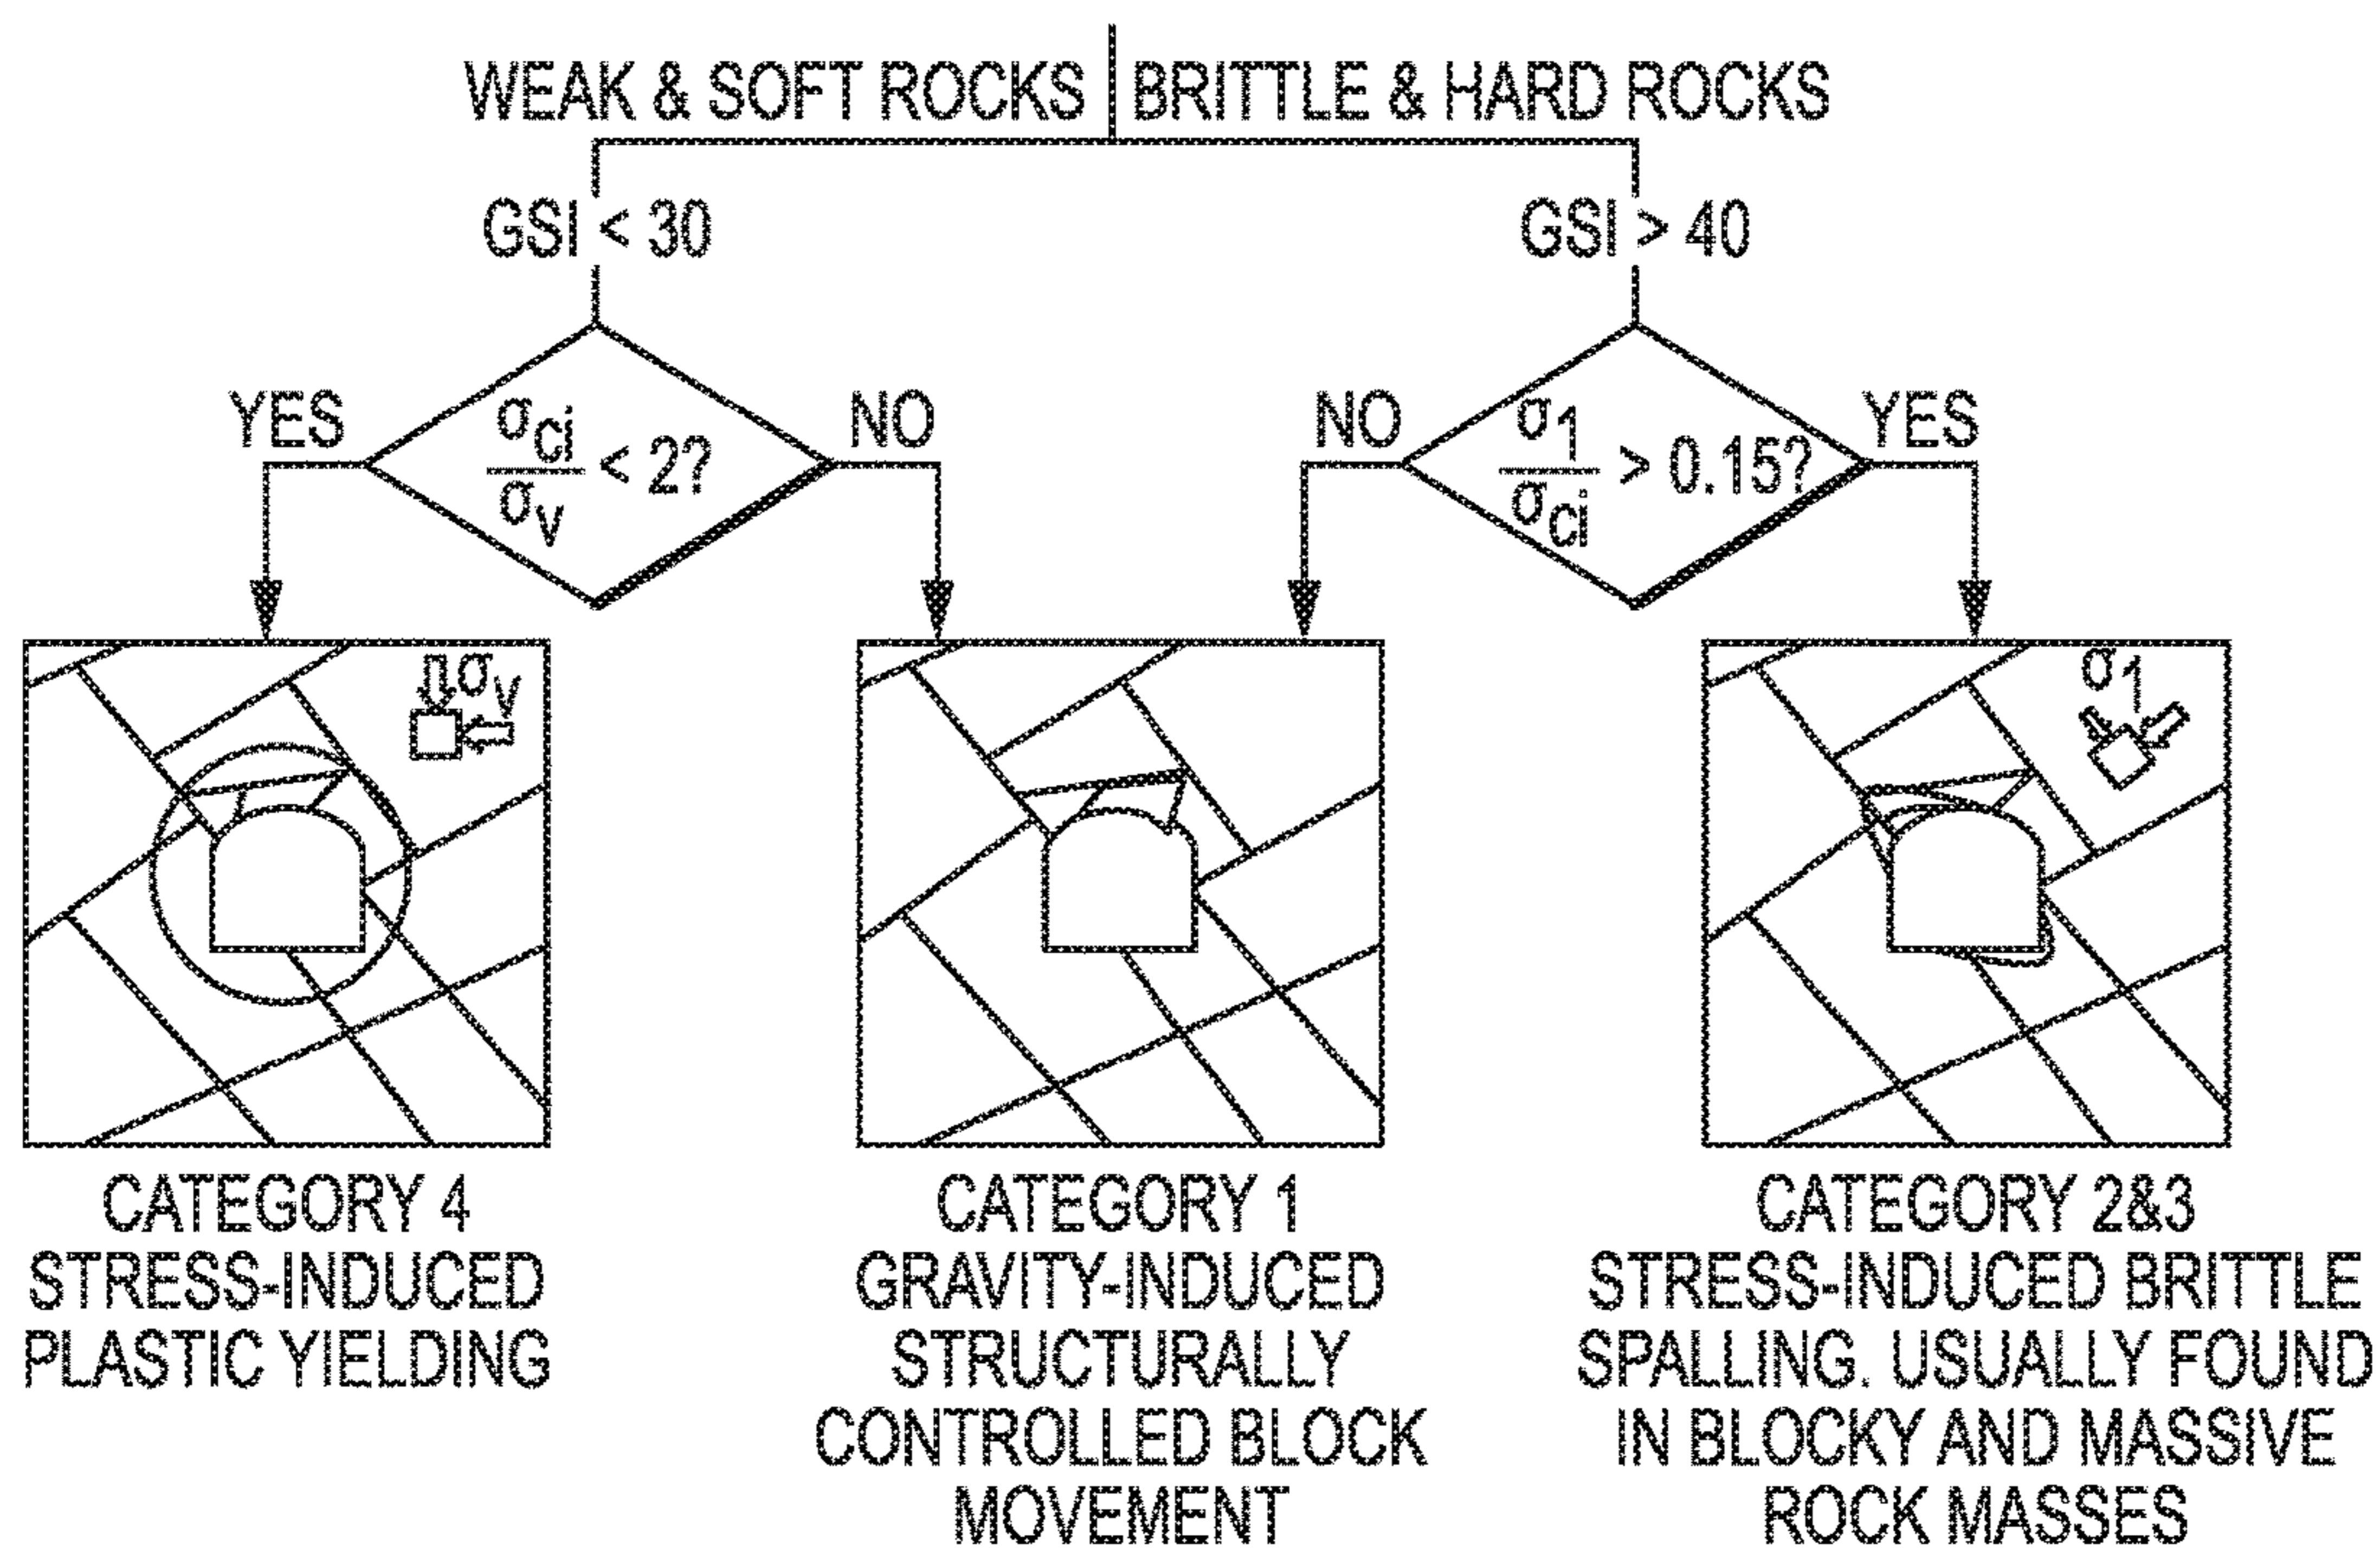 WEAK & SOFT ROCKS BRITTLE & HARD ROCKS
GSI < 30
GSI > 40
YES
σci/σv < 2?
NO
NO
σ1/σci > 0.15?
YES
σv
σ1
CATEGORY 4
STRESS-INDUCED
PLASTIC YIELDING
CATEGORY 1
GRAVITY-INDUCED
STRUCTURALLY
CONTROLLED BLOCK
MOVEMENT
CATEGORY 2&3
STRESS-INDUCED BRITTLE
SPALLING. USUALLY FOUND
IN BLOCKY AND MASSIVE
ROCK MASSES